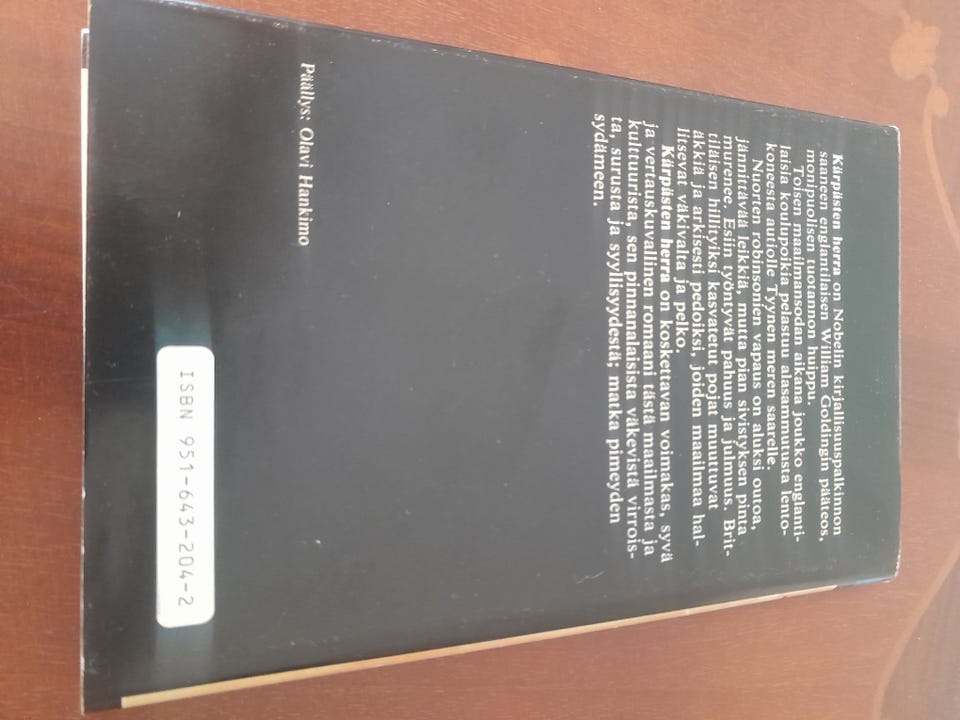 Kärpästen herra on Nobelin kirjallisuuspalkinnon
saaneen englantilaisen William Goldingin pääteos,
monipuolisen tuotannon huippu.
Toisen maailmansodan aikana joukko englanti-
laisia koulupoikia pelastuu alasammutusta lento-
koneesta autiolle Tyynen meren saarelle.
Nuorten robinsonien vapaus on aluksi outoa,
jännittävää leikkiä, mutta pian sivistyksen pinta
murenee. Esiin työntyvät pahuus ja julmuus. Brit-
tiläisen hillityiksi kasvatetut pojat muuttuvat
äkkiä ja arkisesti pedoiksi, joiden maailmaa hal-
litsevat väkivalta ja pelko.
Kärpästen herra on koskettavan voimakas, syvä
ja vertauskuvallinen romaani tästä maailmasta ja
kulttuurista, sen pinnanalaisista väkevistä virrois-
ta, surusta ja syyllisyydestä; matka pimeyden
sydämeen.
Päällys: Olavi Hankimo
ISBN 951-643-204-2